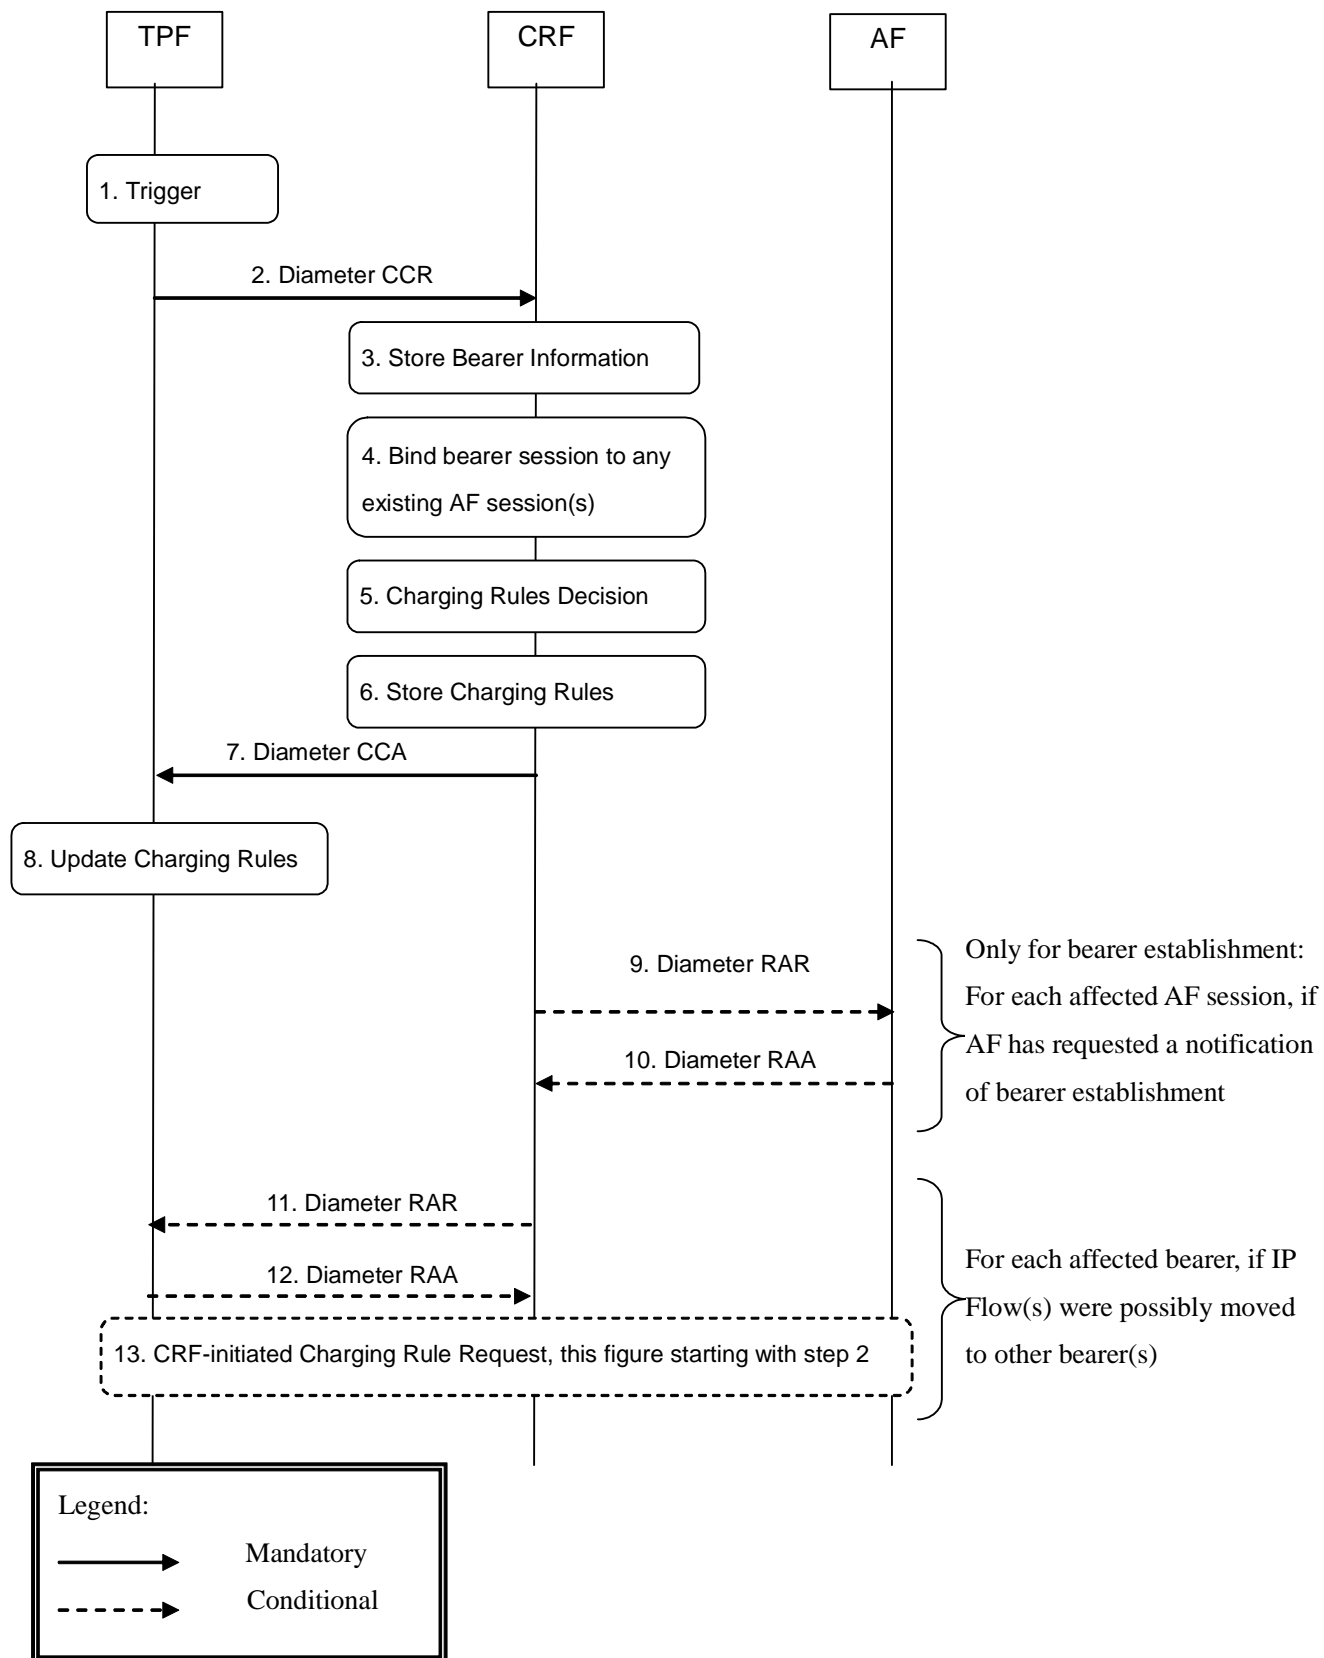 TPF
CRF
AF
1. Trigger
2. Diameter CCR
3. Store Bearer Information
4. Bind bearer session to any
existing AF session(s)
5. Charging Rules Decision
6. Store Charging Rules
7. Diameter CCA
8. Update Charging Rules
9. Diameter RAR
10. Diameter RAA
Only for bearer establishment:
For each affected AF session, if
AF has requested a notification
of bearer establishment
11. Diameter RAR
12. Diameter RAA
13. CRF-initiated Charging Rule Request, this figure starting with step 2
For each affected bearer, if IP
Flow(s) were possibly moved
to other bearer(s)
Legend:
Mandatory
Conditional